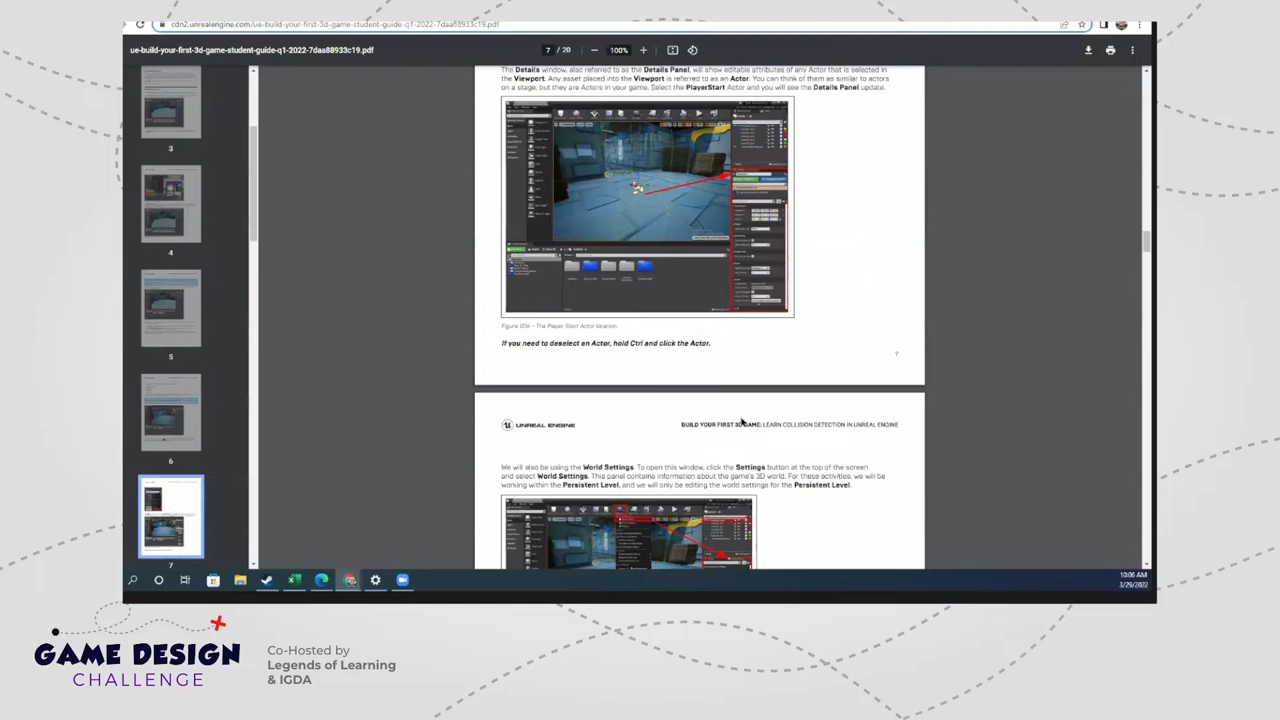 cdn2.unrealengine.com/ue-build-your-first-3d-game-student-guide-q1-2022-7daa88933c19.pdf
ue-build-your-first-3d-game-student-guide-q1-2022-7daa88933c19.pdf
7 / 20
100%
3
4
5
6
7
The Details window, also referred to as the Details Panel, will show editable attributes of any Actor that is selected in
the Viewport. Any asset placed into the Viewport is referred to as an Actor. You can think of them as similar to actors
on a stage, but they are Actors in your game. Select the PlayerStart Actor and you will see the Details Panel update.
Figure 004 – The Player Start Actor location.
If you need to deselect an Actor, hold Ctrl and click the Actor.
7
UNREAL ENGINE
BUILD YOUR FIRST 3D GAME: LEARN COLLISION DETECTION IN UNREAL ENGINE
We will also be using the World Settings. To open this window, click the Settings button at the top of the screen
and select World Settings. This panel contains information about the game's 3D world. For these activities, we will be
working within the Persistent Level, and we will only be editing the world settings for the Persistent Level.
10:06 AM
3/29/2022
GAME DESIGN
CHALLENGE
Co-Hosted by
Legends of Learning
& IGDA